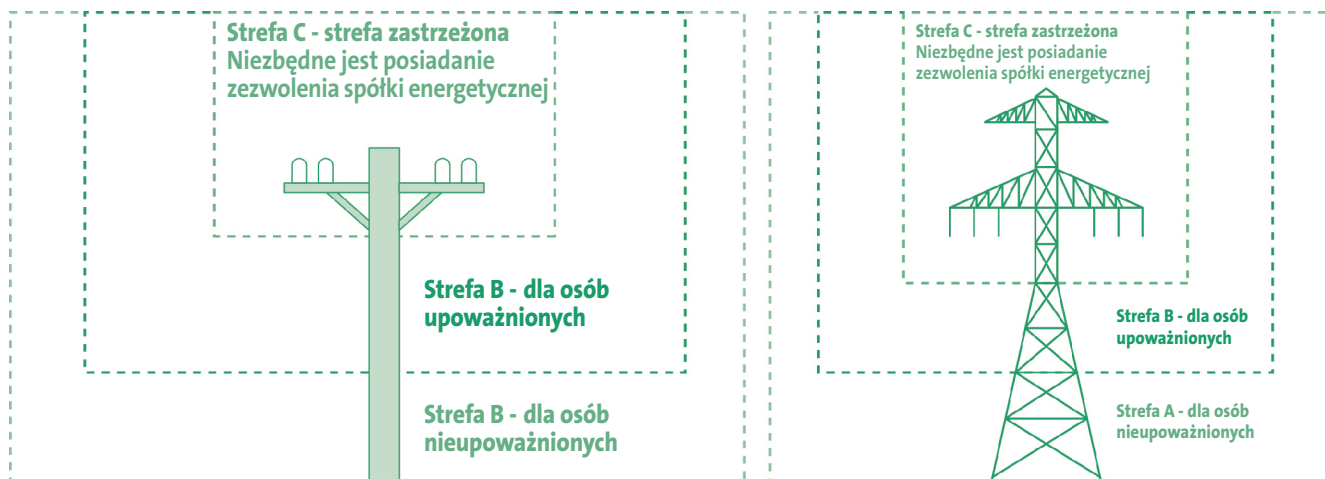 Strefa C - strefa zastrzeżona
Niezbędne jest posiadanie
zezwolenia spółki energetycznej
Strefa B - dla osób
upoważnionych
Strefa B - dla osób
nieupoważnionych
Strefa C - strefa zastrzeżona
Niezbędne jest posiadanie
zezwolenia spółki energetycznej
Strefa B - dla osób
upoważnionych
Strefa A - dla osób
nieupoważnionych